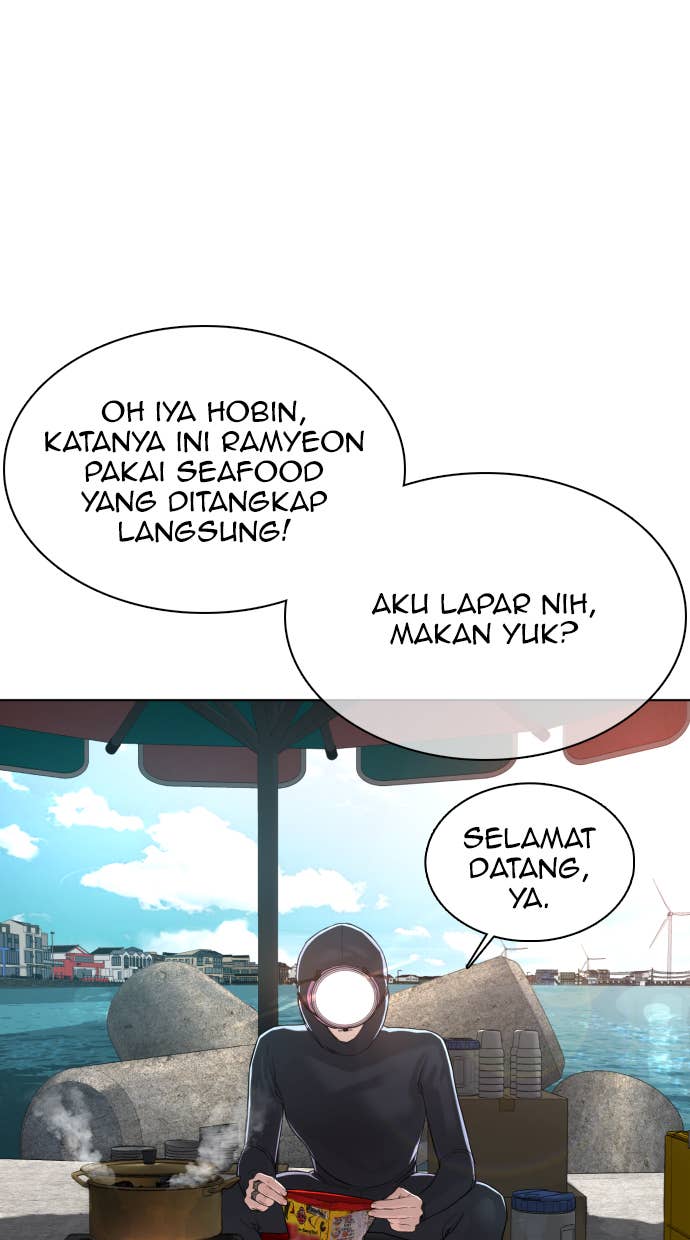 OH IYA HOBIN,
KATANYA INI RAMYEON
PAKAI SEAFOOD
YANG DITANGKAP
LANGSUNG!
AKU LAPAR NIH,
MAKAN YUK?
SELAMAT
DATANG,
YA.